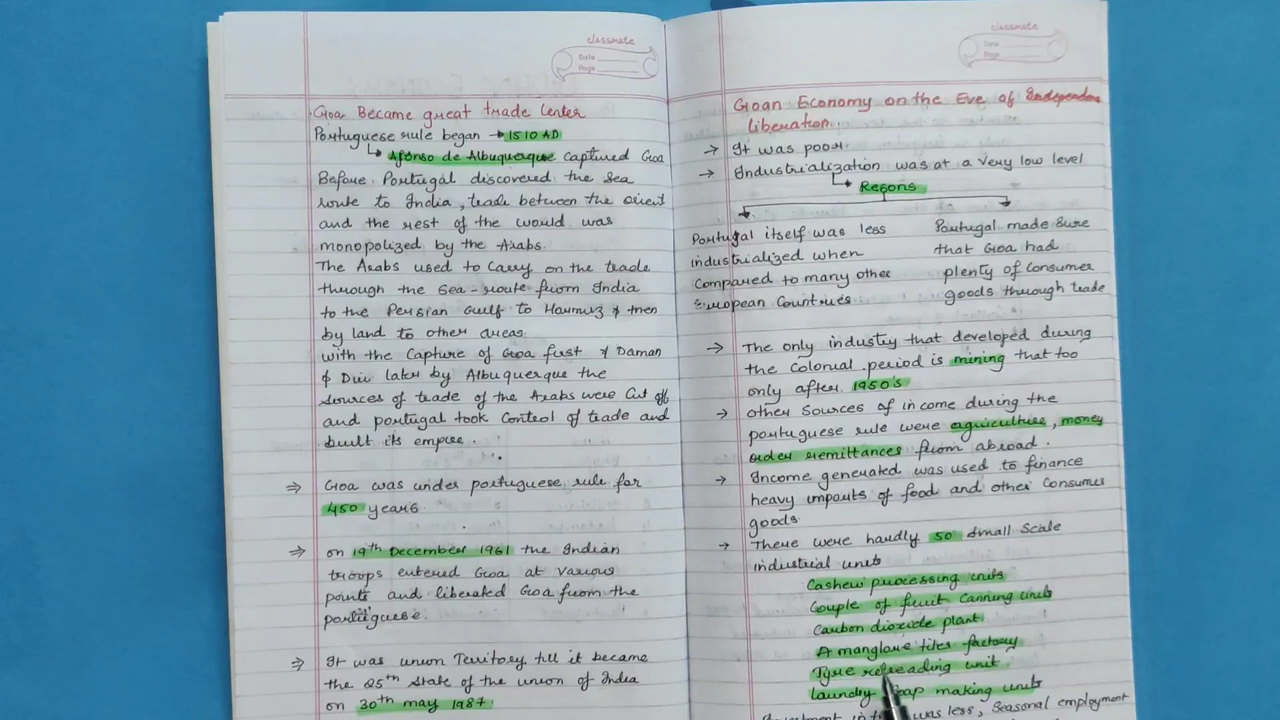 classmate
Date
Page
Goa Became great trade Center
Portuguese rule began → 1510 AD
Afonso de Albuquerque captured Goa
Before Portugal discovered the sea
route to India, trade between the orient
and the rest of the would was
monopolized by the Arabs.
The Arabs used to carry on the trade
through the sea-route from India
to the Persian Gulf to Harmuz & then
by land to other areas.
with the Capture of Goa first & Daman
& Diu later by Albuquerque the
sources of trade of the Arabs were cut off
and portugal took control of trade and
built its empire.
⇒ Goa was under portuguese rule for
450 years.
⇒ on 19th December 1961 the Indian
troops entered Goa at various
points and liberated Goa from the
portuguese.
⇒ It was union Territory till it became
the 25th State of the union of India
on 30th may 1987.
classmate
Date
Page
Goan Economy on the Eve of
liberation.
→ It was poor.
→ Industrialization was at a very low level
Resons
Portugal itself was less
industrialized when
compared to many other
European Countries
Portugal made sure
that Goa had
plenty of consumer
goods through trade
→ The only industry that developed during
the colonial period is mining that too
only after 1950's
→ other sources of income during the
portuguese rule were agriculture, money
order remittances from abroad.
→ Income generated was used to finance
heavy imports of food and other consumer
goods.
→ There were hardly 50 small scale
industrial units
Cashew processing units
Couple of fruit canning units
Carbon dioxide plant.
A manglore tiles factory
Tyre retreading unit
laundry soap making units
was less, Seasonal employment